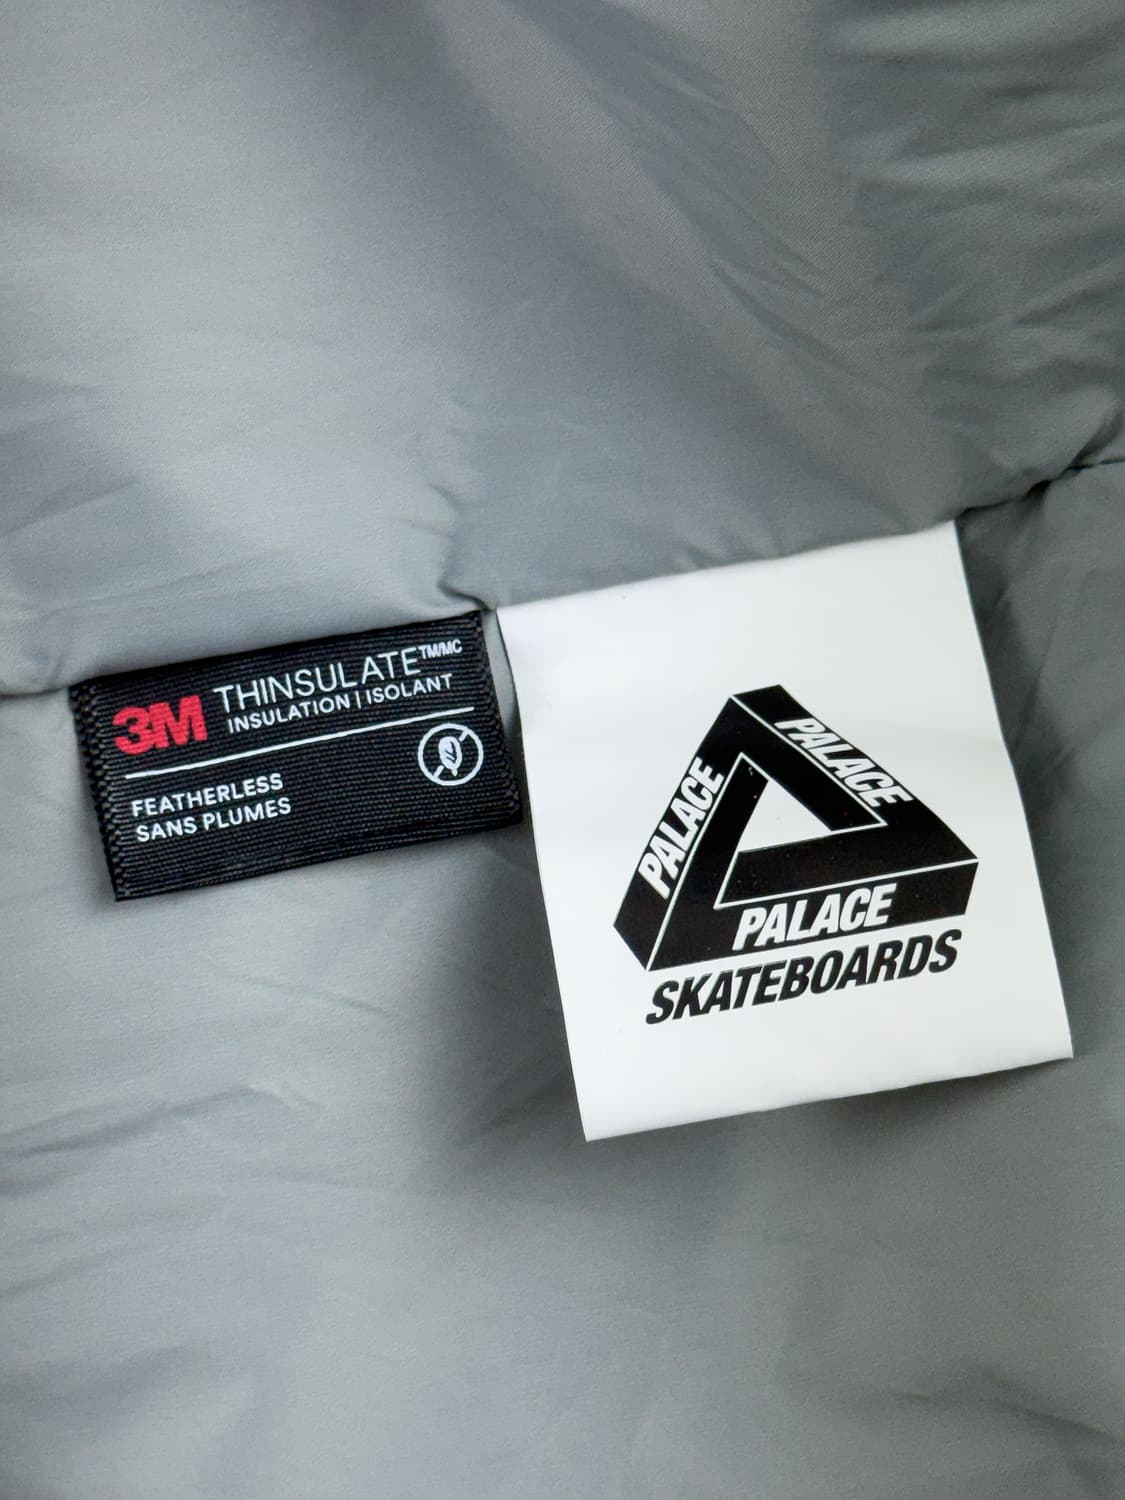 3M THINSULATE™/MC
INSULATION | ISOLANT
FEATHERLESS
SANS PLUMES
PALACE
PALACE
PALACE
SKATEBOARDS